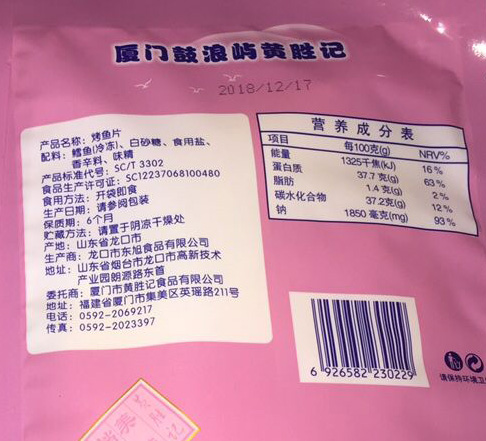 厦门鼓浪屿黄胜记
2018/12/17
产品名称：烤鱼片
配料：鳕鱼(冷冻)、白砂糖、食用盐、
香辛料、味精
产品标准代号：SC/T 3302
食品生产许可证：SC12237068100480
食用方法：开袋即食
生产日期：请参阅包装
保质期：6个月
贮藏方法：请置于阴凉干燥处
产地：山东省龙口市
生产商：龙口市东旭食品有限公司
地址：山东省烟台市龙口市高新技术
产业园朗源路东首
委托商：厦门市黄胜记食品有限公司
地址：福建省厦门市集美区英瑶路211号
电话：0592-2069217
传真：0592-2023397
营养成分表
项目 每100克(g) NRV%
能量 1325千焦(kJ) 16%
蛋白质 37.7克(g) 63%
脂肪 1.4克(g) 2%
碳水化合物 37.2克(g) 12%
钠 1850毫克(mg) 93%
6 926582 230229
请保持环境卫